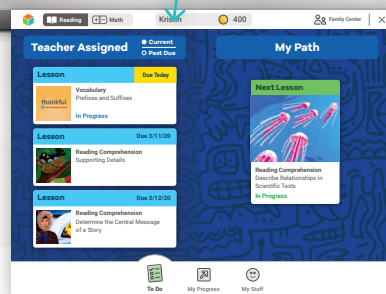 Reading
Math
Kristin
400
Family Center
Teacher Assigned
Current
Past Due
My Path
Lesson
Due Today
thankful
Vocabulary
Prefixes and Suffixes
In Progress
Lesson
Due 3/11/20
Reading Comprehension
Supporting Details
Lesson
Due 3/12/20
Reading Comprehension
Determine the Central Message
of a Story
Next Lesson
Reading Comprehension
Describe Relationships in
Scientific Texts
In Progress
To Do
My Progress
My Stuff